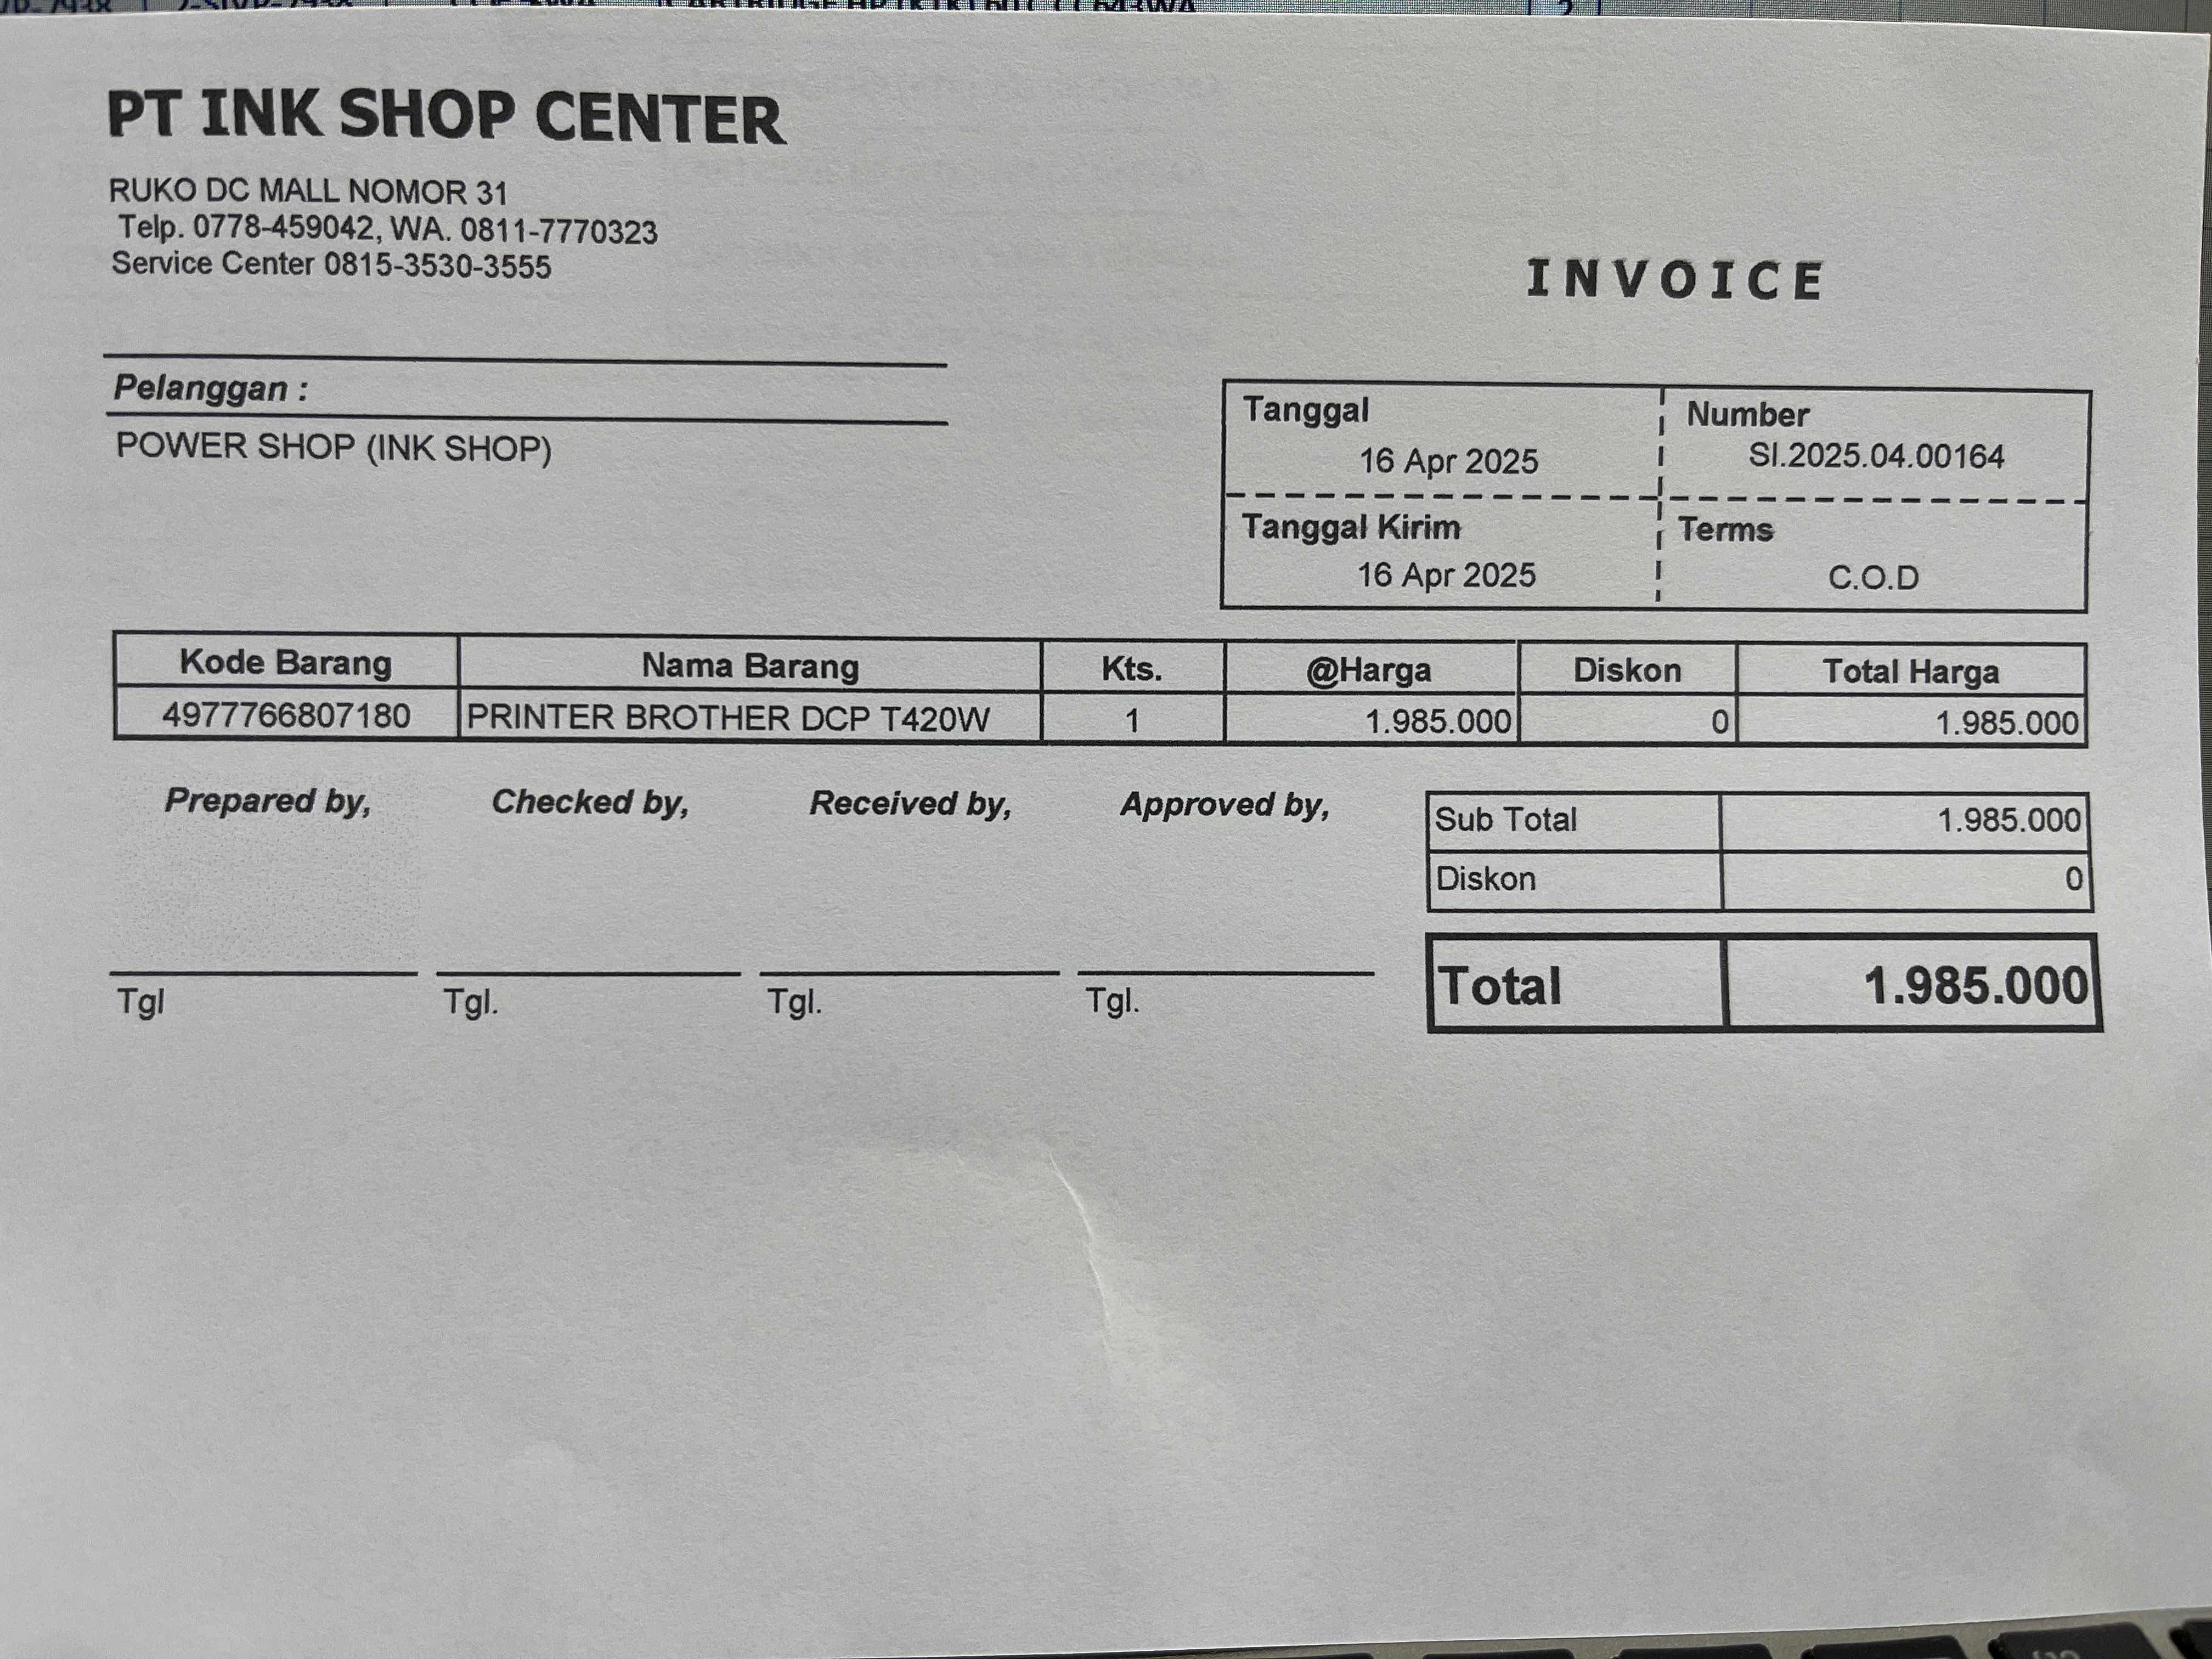 PT INK SHOP CENTER
RUKO DC MALL NOMOR 31
Telp. 0778-459042, WA. 0811-7770323
Service Center 0815-3530-3555
INVOICE
Pelanggan :
POWER SHOP (INK SHOP)
Tanggal Number
16 Apr 2025 SI.2025.04.00164
Tanggal Kirim Terms
16 Apr 2025 C.O.D
Kode Barang Nama Barang Kts. @Harga Diskon Total Harga
4977766807180 PRINTER BROTHER DCP T420W 1 1.985.000 0 1.985.000
Prepared by, Checked by, Received by, Approved by,
Sub Total 1.985.000
Diskon 0
Total 1.985.000
Tgl Tgl. Tgl. Tgl.